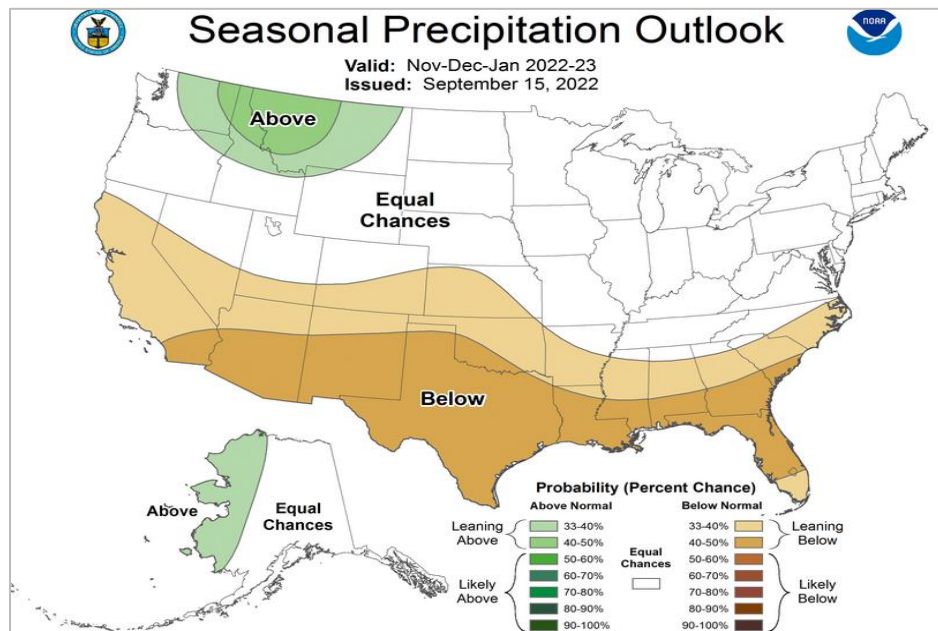 Seasonal Precipitation Outlook
NOAA
Valid: Nov-Dec-Jan 2022-23
Issued: September 15, 2022
Above
Equal
Chances
Below
Above
Equal
Chances
Probability (Percent Chance)
Above Normal
Below Normal
Leaning
Above
33-40%
40-50%
Likely
Above
50-60%
60-70%
70-80%
80-90%
90-100%
Equal
Chances
33-40%
40-50%
Leaning
Below
50-60%
60-70%
70-80%
80-90%
90-100%
Likely
Below